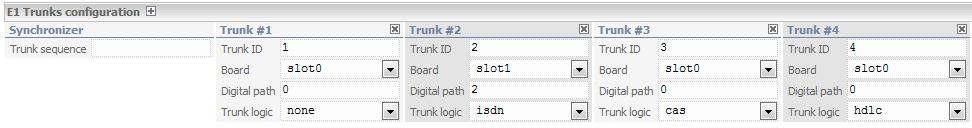 E1 Trunks configuration
Synchronizer Trunk #1 Trunk #2 Trunk #3 Trunk #4
Trunk sequence Trunk ID 1 Trunk ID 2 Trunk ID 3 Trunk ID 4
Board slot0 Board slot1 Board slot0 Board slot0
Digital path 0 Digital path 2 Digital path 0 Digital path 0
Trunk logic none Trunk logic isdn Trunk logic cas Trunk logic hdlc